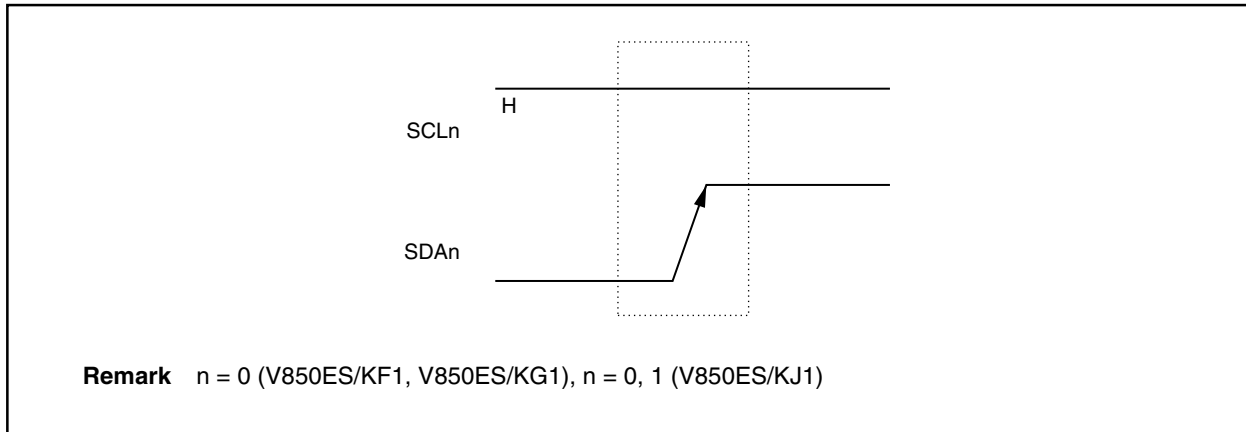 H
SCLn
SDAn
Remark n = 0 (V850ES/KF1, V850ES/KG1), n = 0, 1 (V850ES/KJ1)